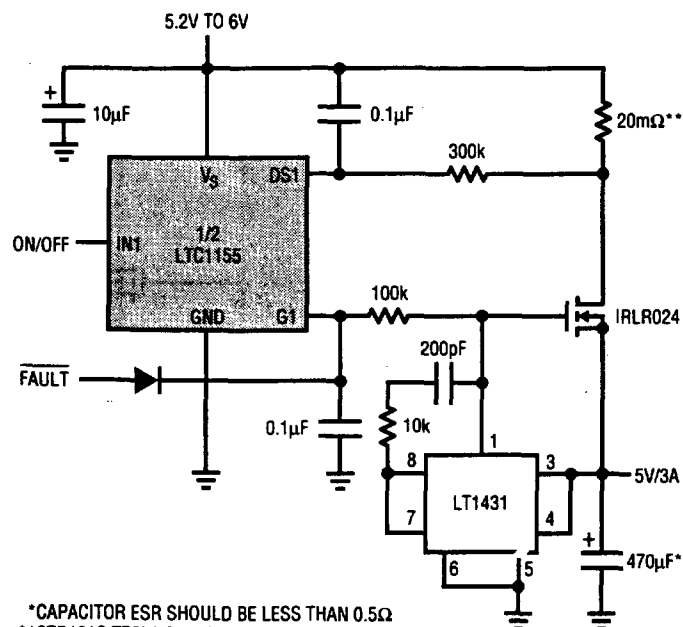 5.2V TO 6V
+
10µF
0.1µF
20mΩ**
300k
VS
DS1
1/2
LTC1155
ON/OFF
IN1
GND
G1
100k
IRLR024
200pF
FAULT
0.1µF
10k
1
8
3
5V/3A
LT1431
7
4
+
470µF*
6
5
*CAPACITOR ESR SHOULD BE LESS THAN 0.5Ω